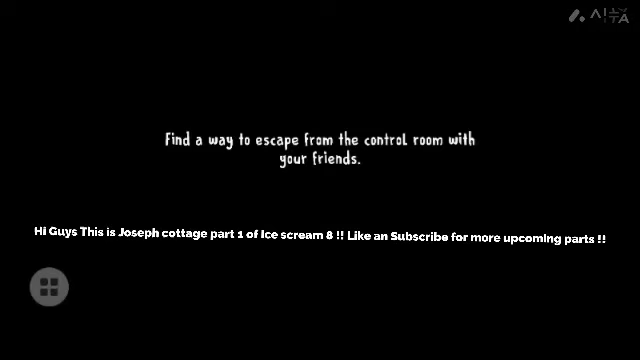 Find a way to escape from the control room with
your friends.
Hi Guys This is Joseph cottage part 1 of Ice scream 8 !! Like an Subscribe for more upcoming parts !!